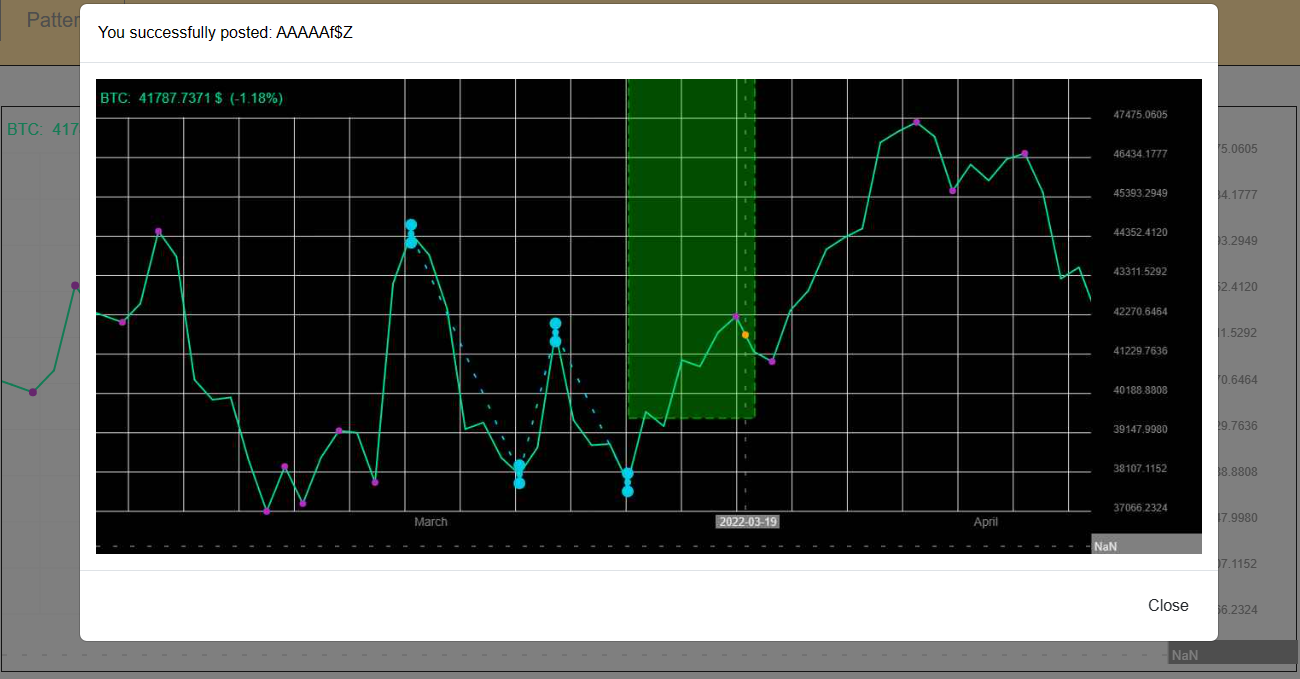 Patter
You successfully posted: AAAAAf$Z
BTC: 417
BTC: 41787.7371 $ (-1.18%)
47475.0605
46434.1777
45393.2949
44352.4120
43311.5292
42270.6464
41229.7636
40188.8808
39147.9980
38107.1152
37066.2324
March
2022-03-19
April
NaN
75.0605
34.1777
93.2949
52.4120
11.5292
70.6464
29.7636
38.8808
47.9980
07.1152
66.2324
Close
NaN